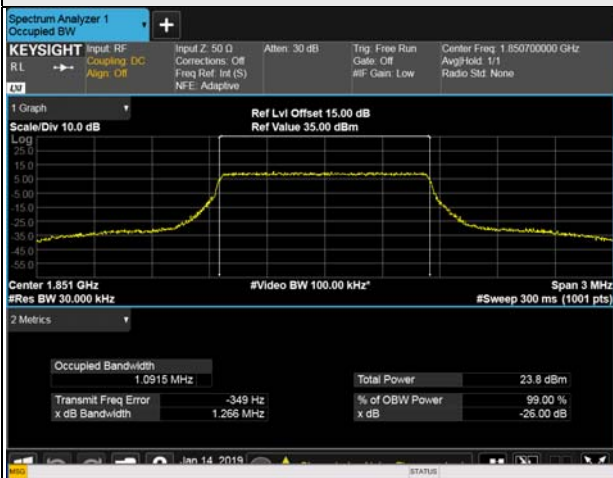 Spectrum Analyzer 1
Occupied BW
+
KEYSIGHT Input: RF Input Z: 50 Ω Atten: 30 dB Trig: Free Run Center Freq: 1.850700000 GHz
RL Coupling: DC Corrections: Off Gate: Off Avg|Hold: 1/1
Align: Off Freq Ref: Int (S) #IF Gain: Low Radio Std: None
LXI NFE: Adaptive
1 Graph
Ref Lvl Offset 15.00 dB
Scale/Div 10.0 dB Ref Value 35.00 dBm
Log
25.0
15.0
5.00
-5.00
-15.0
-25.0
-35.0
-45.0
-55.0
Center 1.851 GHz #Video BW 100.00 kHz* Span 3 MHz
#Res BW 30.000 kHz #Sweep 300 ms (1001 pts)
2 Metrics
Occupied Bandwidth
1.0915 MHz Total Power 23.8 dBm
Transmit Freq Error -349 Hz % of OBW Power 99.00 %
x dB Bandwidth 1.266 MHz x dB -26.00 dB
Jan 14, 2019
MSG STATUS